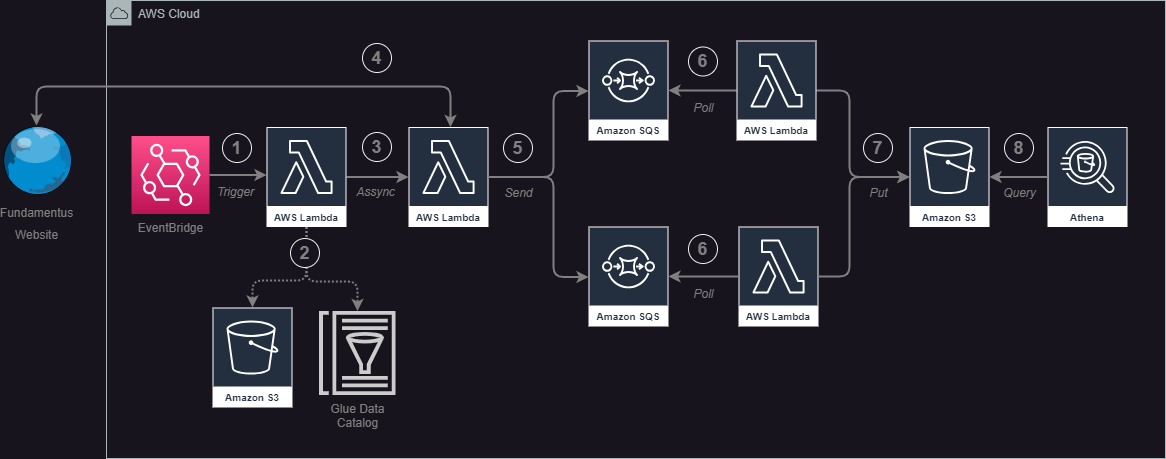 AWS Cloud
4
6
Poll
Amazon SQS
AWS Lambda
1
Trigger
3
Assync
5
Send
7
Put
8
Query
Fundamentus
Website
EventBridge
AWS Lambda
AWS Lambda
Amazon S3
Athena
2
6
Poll
Amazon SQS
AWS Lambda
Amazon S3
Glue Data
Catalog